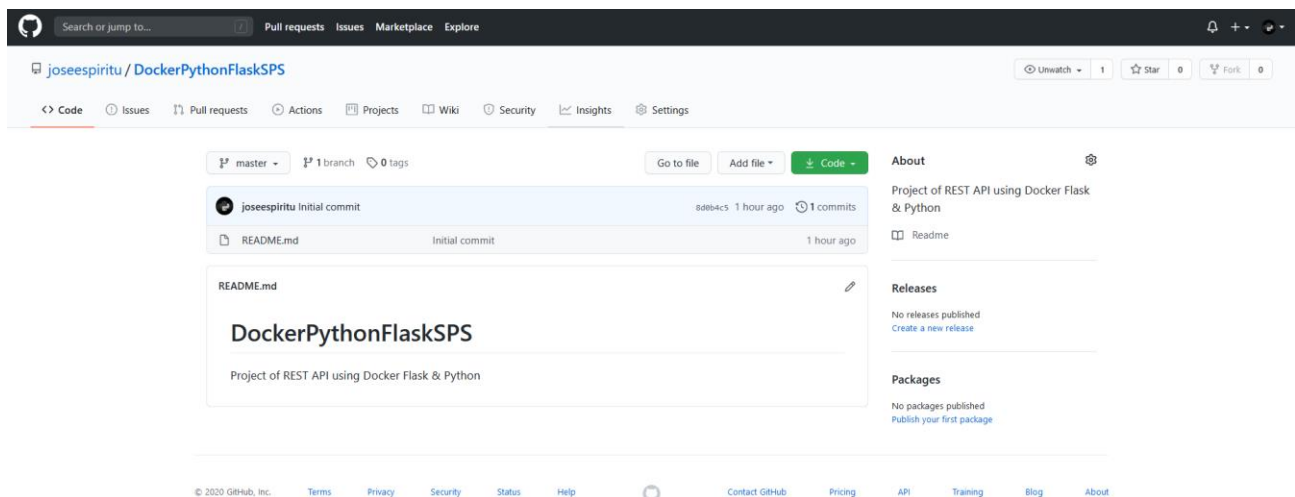 Search or jump to... / Pull requests Issues Marketplace Explore
joseespiritu / DockerPythonFlaskSPS Unwatch 1 Star 0 Fork 0
<> Code Issues Pull requests Actions Projects Wiki Security Insights Settings
master 1 branch 0 tags Go to file Add file Code
About
Project of REST API using Docker Flask
& Python
Readme
joseespiritu Initial commit 8d0b4c5 1 hour ago 1 commits
README.md Initial commit 1 hour ago
README.md
DockerPythonFlaskSPS
Project of REST API using Docker Flask & Python
Releases
No releases published
Create a new release
Packages
No packages published
Publish your first package
© 2020 GitHub, Inc. Terms Privacy Security Status Help Contact GitHub Pricing API Training Blog About